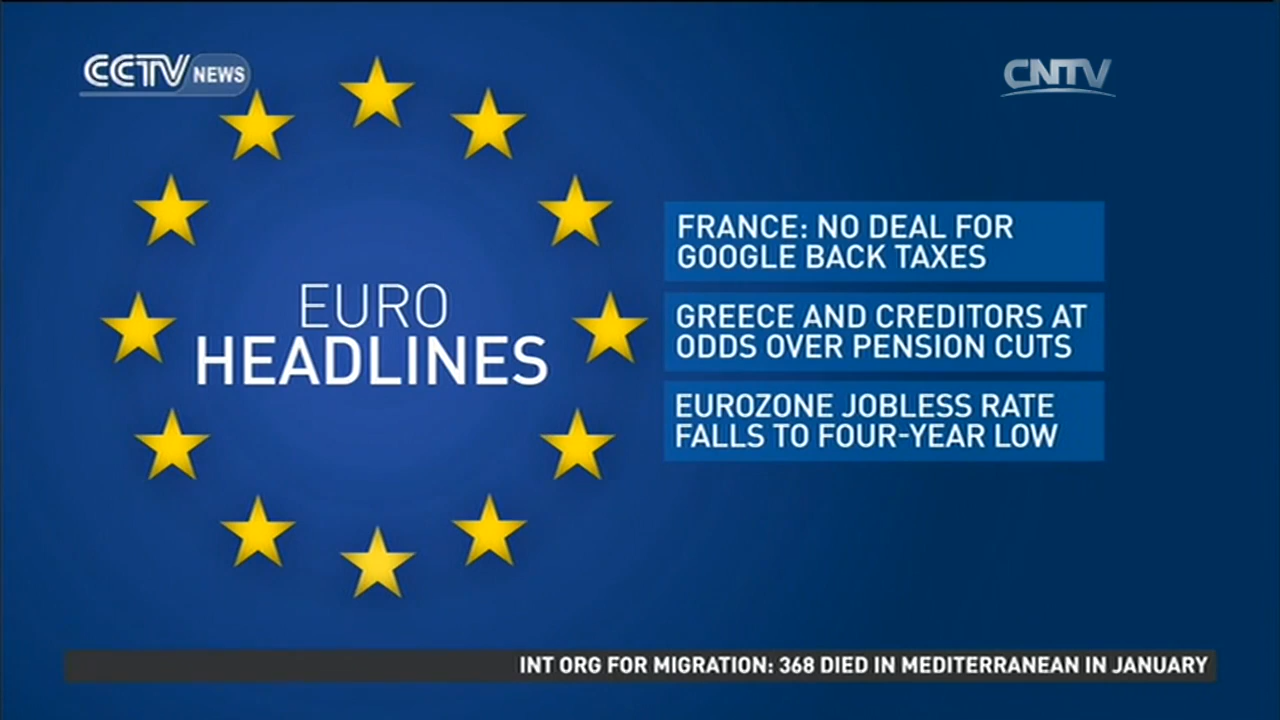 CCTV NEWS
CNTV
EURO
HEADLINES
FRANCE: NO DEAL FOR
GOOGLE BACK TAXES
GREECE AND CREDITORS AT
ODDS OVER PENSION CUTS
EUROZONE JOBLESS RATE
FALLS TO FOUR-YEAR LOW
INT ORG FOR MIGRATION: 368 DIED IN MEDITERRANEAN IN JANUARY